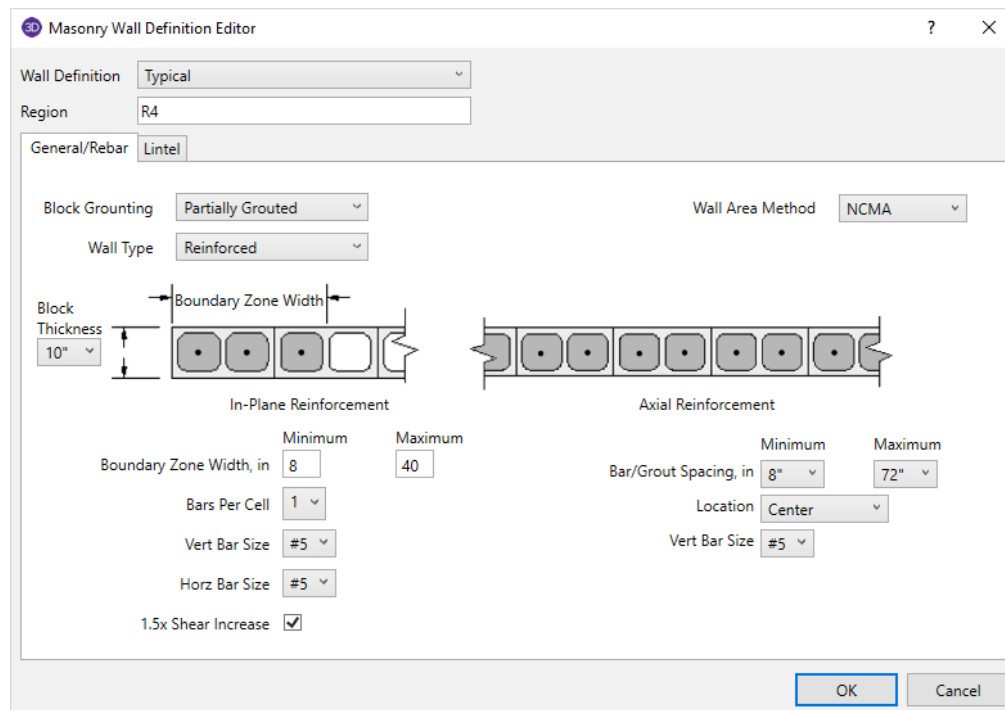 3D Masonry Wall Definition Editor ? ×
Wall Definition Typical
Region R4
General/Rebar Lintel
Block Grounting Partially Grouted
Wall Area Method NCMA
Wall Type Reinforced
Block
Thickness
10"
Boundary Zone Width
In-Plane Reinforcement
Axial Reinforcement
Minimum Maximum
Boundary Zone Width, in 8 40
Bars Per Cell 1
Vert Bar Size #5
Horz Bar Size #5
1.5x Shear Increase
Minimum Maximum
Bar/Grout Spacing, in 8" 72"
Location Center
Vert Bar Size #5
OK Cancel